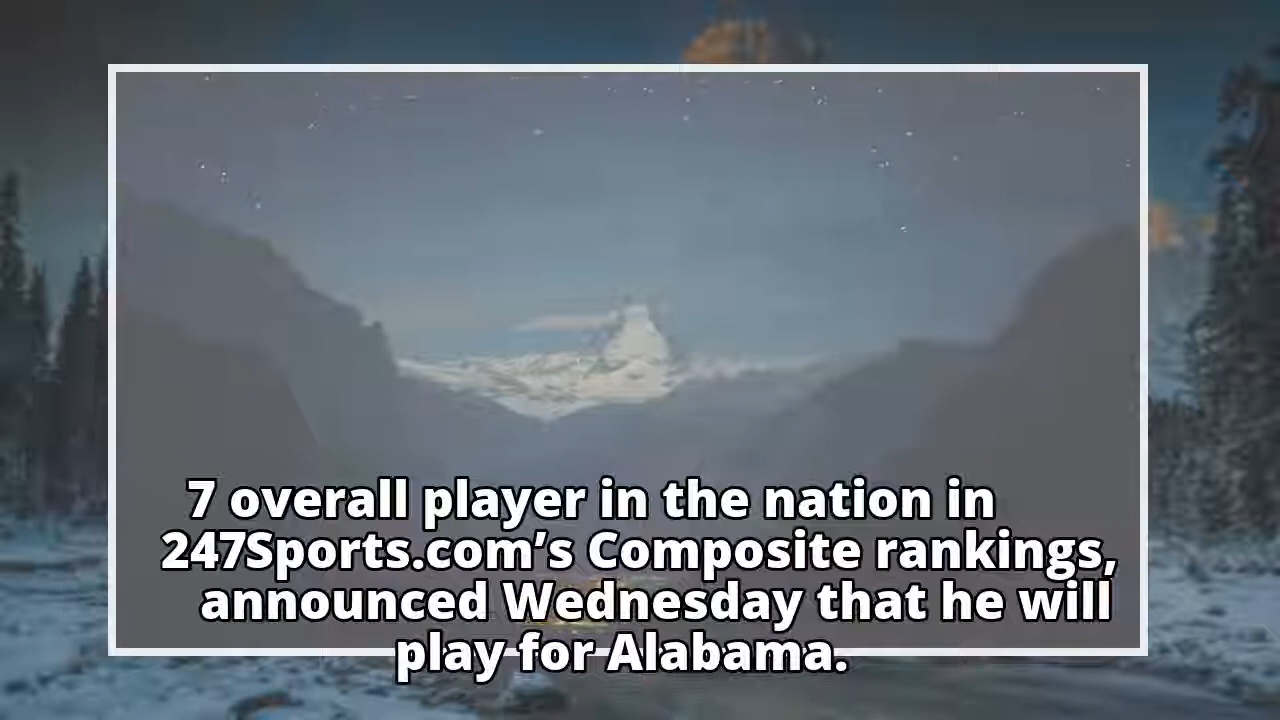 7 overall player in the nation in
247Sports.com’s Composite rankings,
announced Wednesday that he will
play for Alabama.